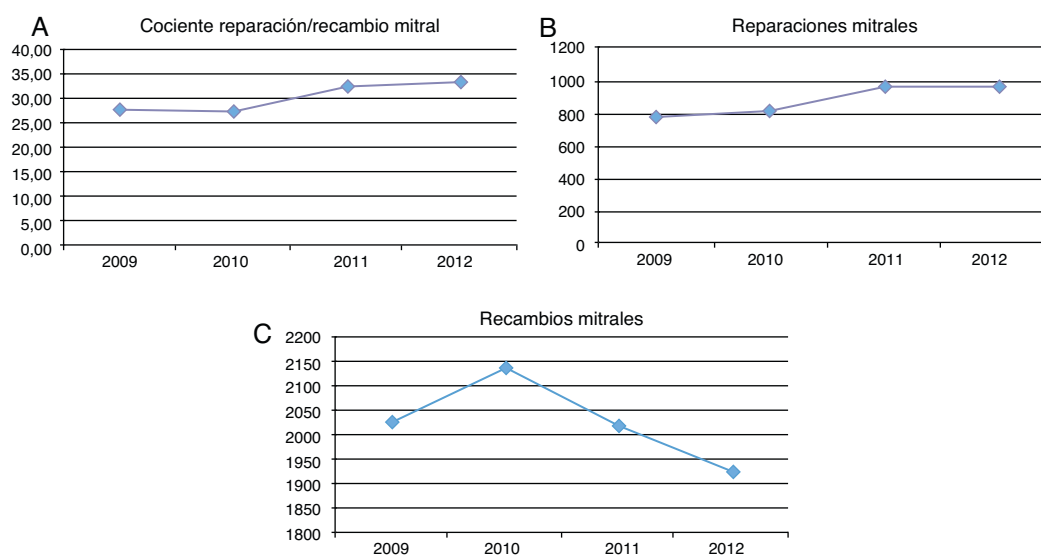 A
Cociente reparación/recambio mitral
40,00
35,00
30,00
25,00
20,00
15,00
10,00
5,00
0,00
2009 2010 2011 2012
B
Reparaciones mitrales
1200
1000
800
600
400
200
0
2009 2010 2011 2012
C
Recambios mitrales
2200
2150
2100
2050
2000
1950
1900
1850
1800
2009 2010 2011 2012